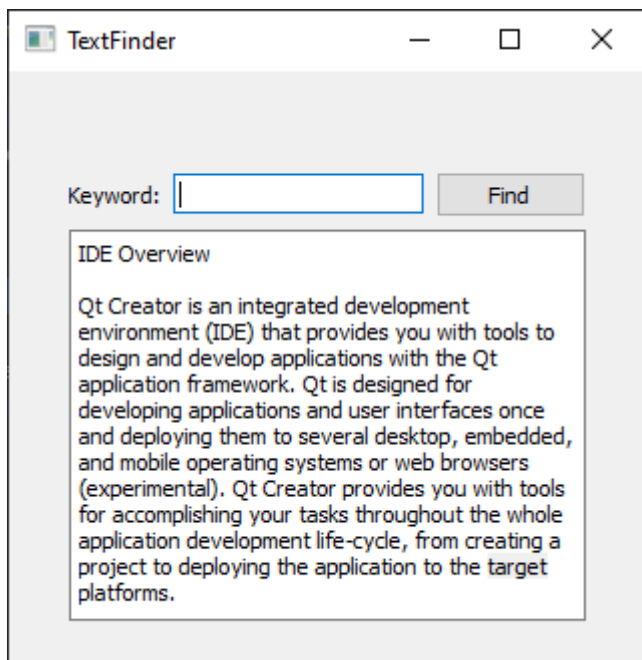 TextFinder
Keyword:
Find
IDE Overview
Qt Creator is an integrated development
environment (IDE) that provides you with tools to
design and develop applications with the Qt
application framework. Qt is designed for
developing applications and user interfaces once
and deploying them to several desktop, embedded,
and mobile operating systems or web browsers
(experimental). Qt Creator provides you with tools
for accomplishing your tasks throughout the whole
application development life-cycle, from creating a
project to deploying the application to the target
platforms.